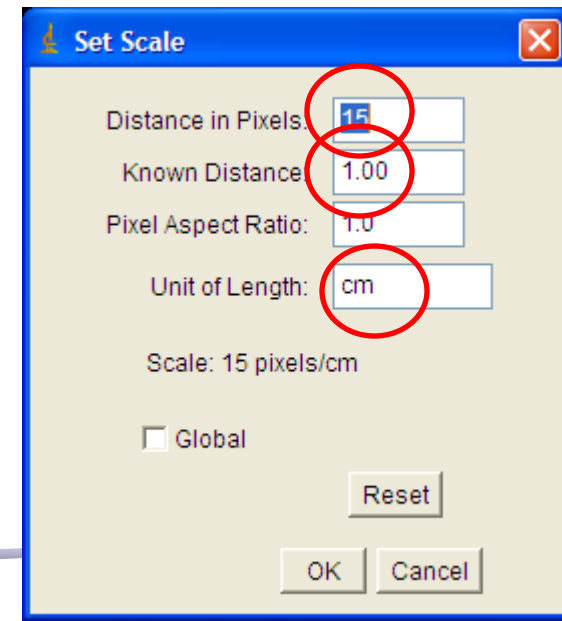 Set Scale
Distance in Pixels: 15
Known Distance: 1.00
Pixel Aspect Ratio: 1.0
Unit of Length: cm
Scale: 15 pixels/cm
Global
Reset
OK Cancel